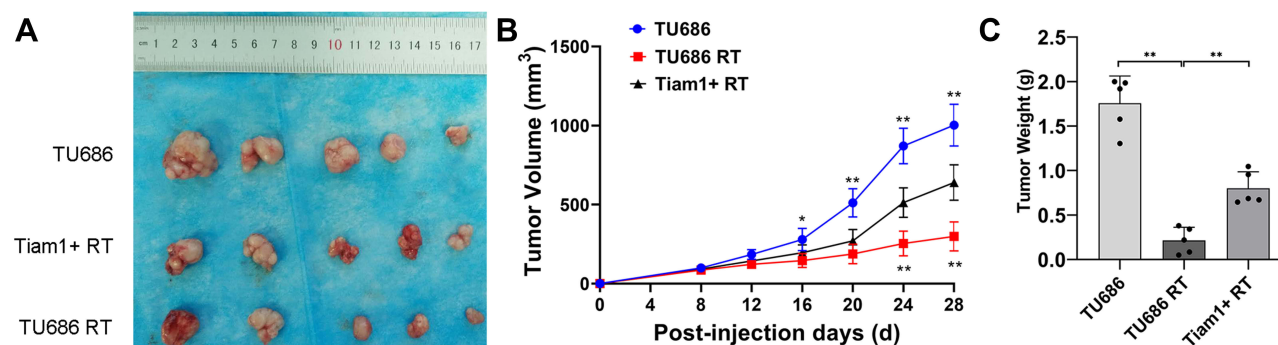 A
cm 1 2 3 4 5 6 7 8 9 10 11 12 13 14 15 16 17
TU686
Tiam1+ RT
TU686 RT
B
TU686
TU686 RT
Tiam1+ RT
Tumor Volume (mm³)
1500
1000
500
0
* ** ** **
** **
0 4 8 12 16 20 24 28
Post-injection days (d)
C
Tumor Weight (g)
2.5
2.0
1.5
1.0
0.5
0.0
** **
TU686
TU686 RT
Tiam1+ RT